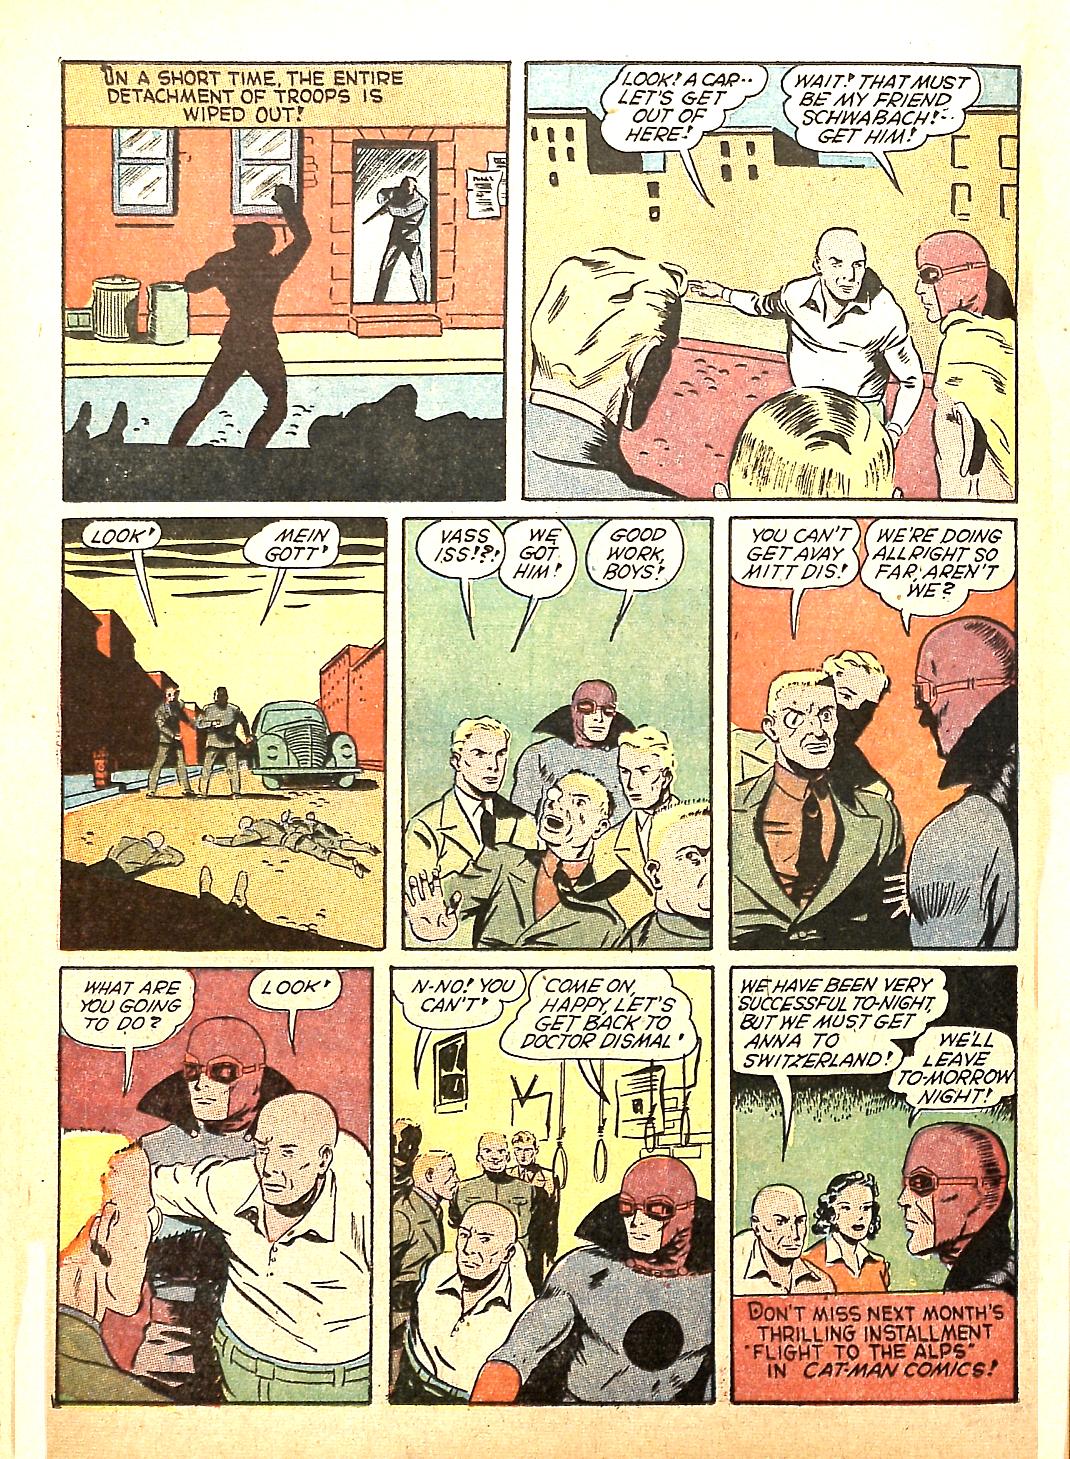 IN A SHORT TIME, THE ENTIRE
DETACHMENT OF TROOPS IS
WIPED OUT!
LOOK! A CAR--
LET'S GET
OUT OF
HERE!
WAIT! THAT MUST
BE MY FRIEND
SCHWABACH!--
GET HIM!
LOOK!
MEIN
GOTT!
VASS
ISS!?!
WE
GOT
HIM!
GOOD
WORK,
BOYS!
YOU CAN'T
GET AVAY
MITT DIS!
WE'RE DOING
ALLRIGHT SO
FAR, AREN'T
WE?
WHAT ARE
YOU GOING
TO DO?
LOOK!
N-NO! YOU
CAN'T!
COME ON,
HAPPY, LET'S
GET BACK TO
DOCTOR DISMAL!
WE HAVE BEEN VERY
SUCCESSFUL TO-NIGHT,
BUT WE MUST GET
ANNA TO
SWITZERLAND!
WE'LL
LEAVE
TO-MORROW
NIGHT!
DON'T MISS NEXT MONTH'S
THRILLING INSTALLMENT
"FLIGHT TO THE ALPS"
IN CAT-MAN COMICS!